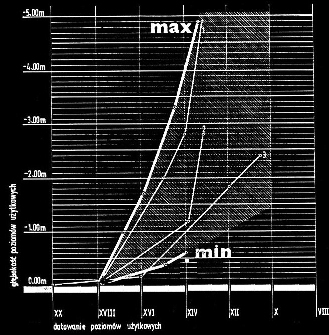 -5.00m
max
-4.00m
-3.00m
-2.00m
3
-1.00m
min
0.00m
głębokość poziomów użytkowych
XX XVIII XVI XIV XII X VIII
datowanie poziomów użytkowych